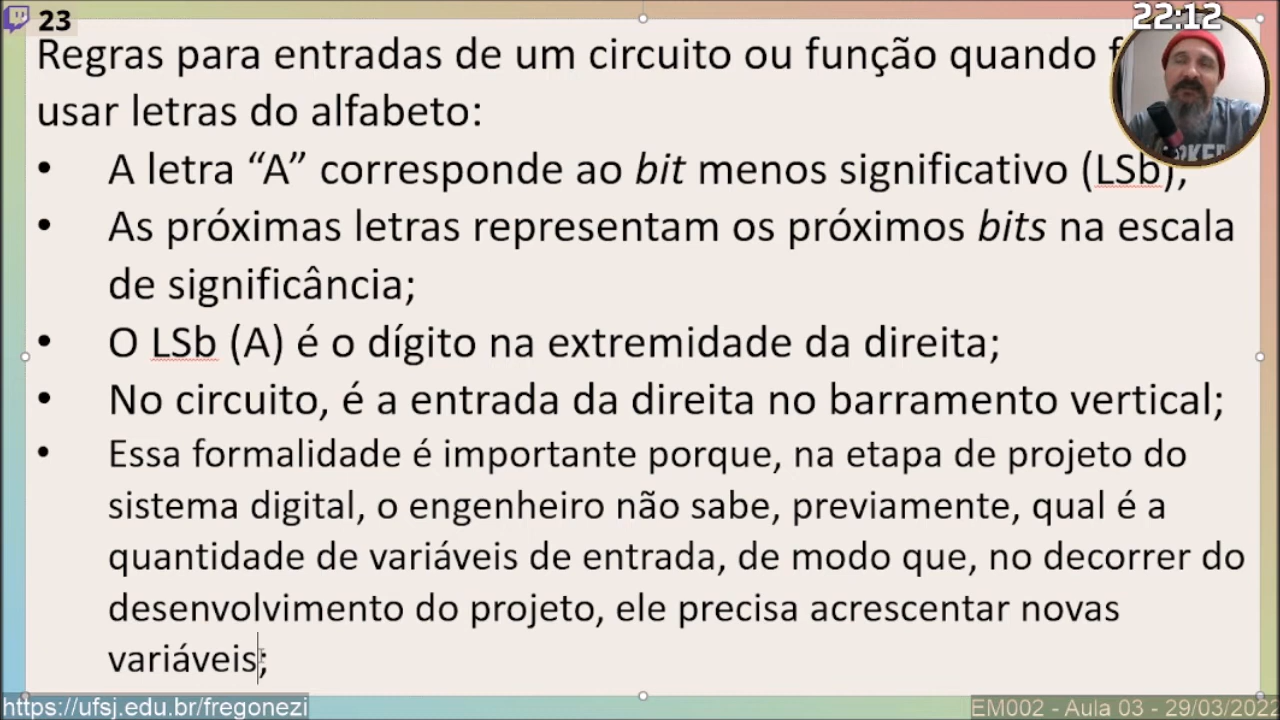 23
22:12
Regras para entradas de um circuito ou função quando
usar letras do alfabeto:
• A letra “A” corresponde ao bit menos significativo (LSb);
• As próximas letras representam os próximos bits na escala
de significância;
• O LSb (A) é o dígito na extremidade da direita;
• No circuito, é a entrada da direita no barramento vertical;
• Essa formalidade é importante porque, na etapa de projeto do
sistema digital, o engenheiro não sabe, previamente, qual é a
quantidade de variáveis de entrada, de modo que, no decorrer do
desenvolvimento do projeto, ele precisa acrescentar novas
variáveis;
https://ufsj.edu.br/fregonezi
EM002 - Aula 03 - 29/03/2022